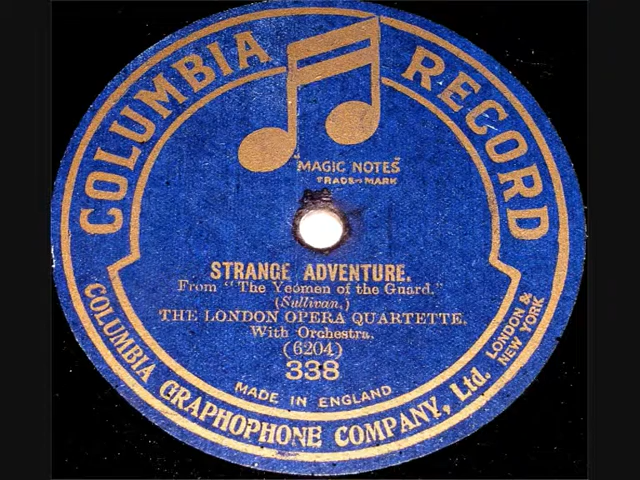 COLUMBIA RECORD
"MAGIC NOTES"
TRADE-MARK
STRANGE ADVENTURE.
From "The Yeomen of the Guard."
(Sullivan.)
THE LONDON OPERA QUARTETTE.
With Orchestra.
(6204)
338
MADE IN ENGLAND
COLUMBIA GRAPHOPHONE COMPANY, Ltd.
LONDON &
NEW YORK